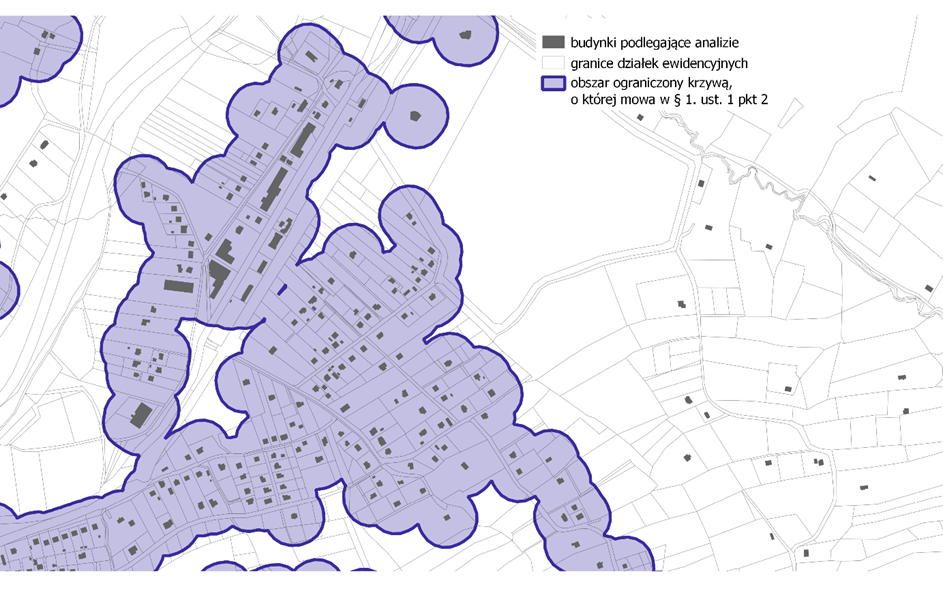 budynki podlegające analizie
granice działek ewidencyjnych
obszar ograniczony krzywą,
o której mowa w § 1. ust. 1 pkt 2